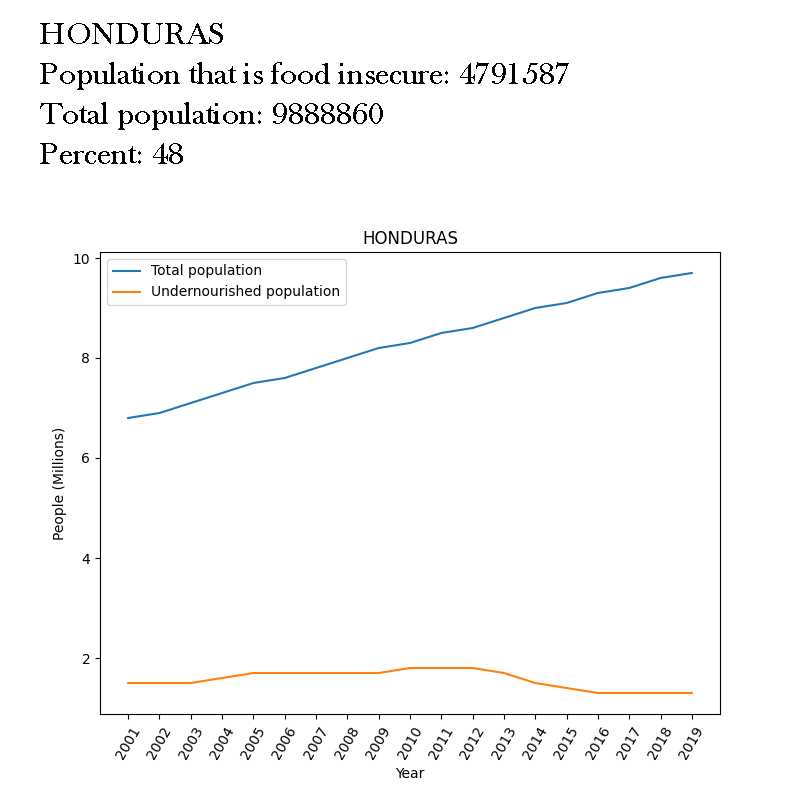 HONDURAS
Population that is food insecure: 4791587
Total population: 9888860
Percent: 48
HONDURAS
Total population
Undernourished population
10
8
6
4
2
People (Millions)
2001 2002 2003 2004 2005 2006 2007 2008 2009 2010 2011 2012 2013 2014 2015 2016 2017 2018 2019
Year